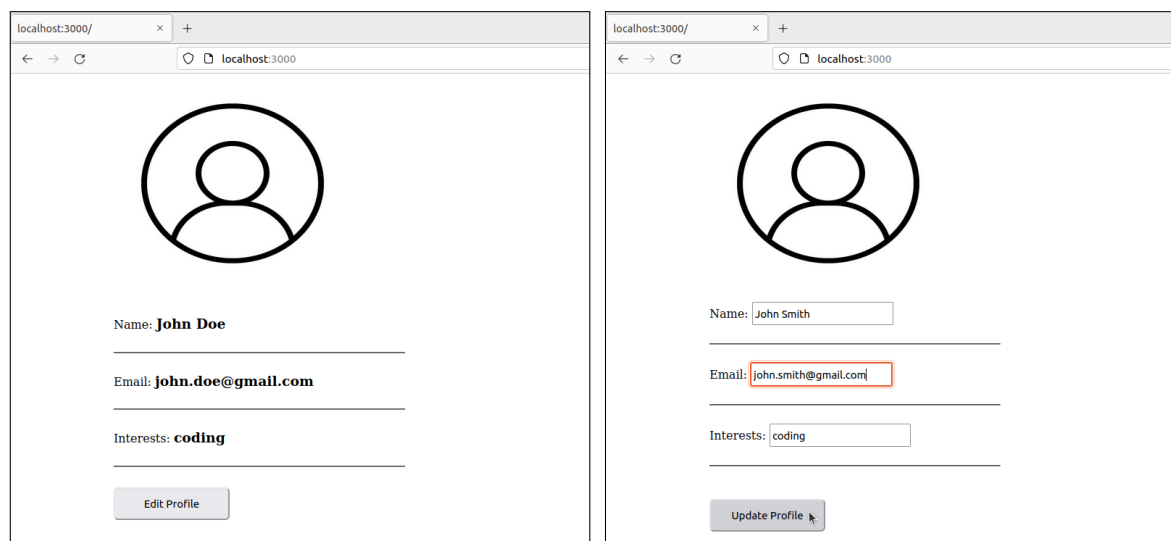 localhost:3000/
localhost:3000
Name: John Doe
Email: john.doe@gmail.com
Interests: coding
Edit Profile
localhost:3000/
localhost:3000
Name: John Smith
Email: john.smith@gmail.com
Interests: coding
Update Profile